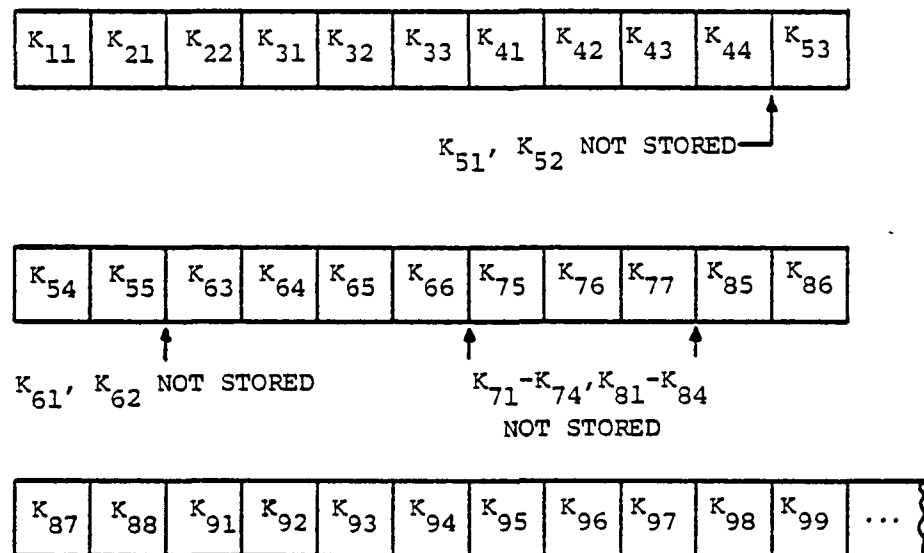 K11 K21 K22 K31 K32 K33 K41 K42 K43 K44 K53
K51, K52 NOT STORED
K54 K55 K63 K64 K65 K66 K75 K76 K77 K85 K86
K61, K62 NOT STORED
K71-K74,K81-K84
NOT STORED
K87 K88 K91 K92 K93 K94 K95 K96 K97 K98 K99 ...